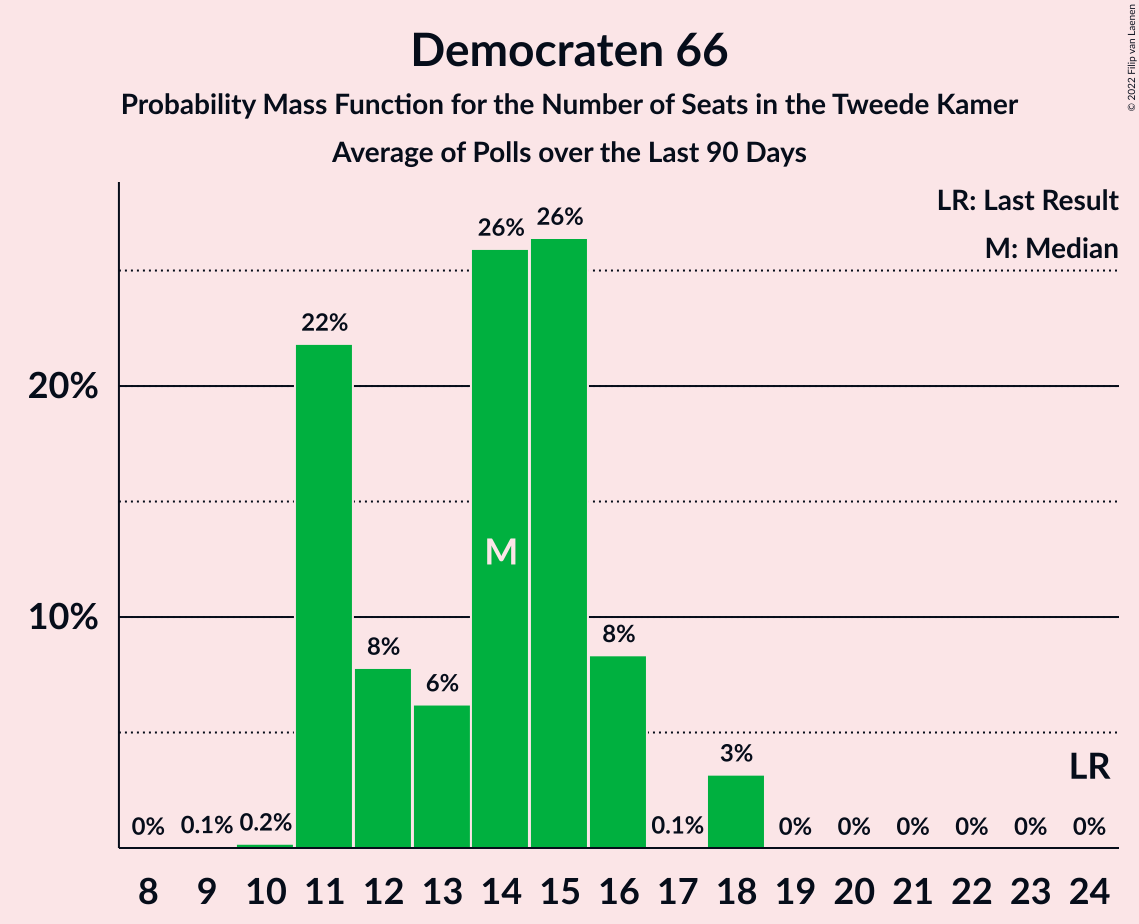 Democraten 66
Probability Mass Function for the Number of Seats in the Tweede Kamer
Average of Polls over the Last 90 Days
© 2022 Filip van Laenen
LR: Last Result
M: Median
20%
10%
0%
0.1%
0.2%
22%
8%
6%
26%
26%
8%
0.1%
3%
0%
0%
0%
0%
0%
0%
M
LR
8 9 10 11 12 13 14 15 16 17 18 19 20 21 22 23 24